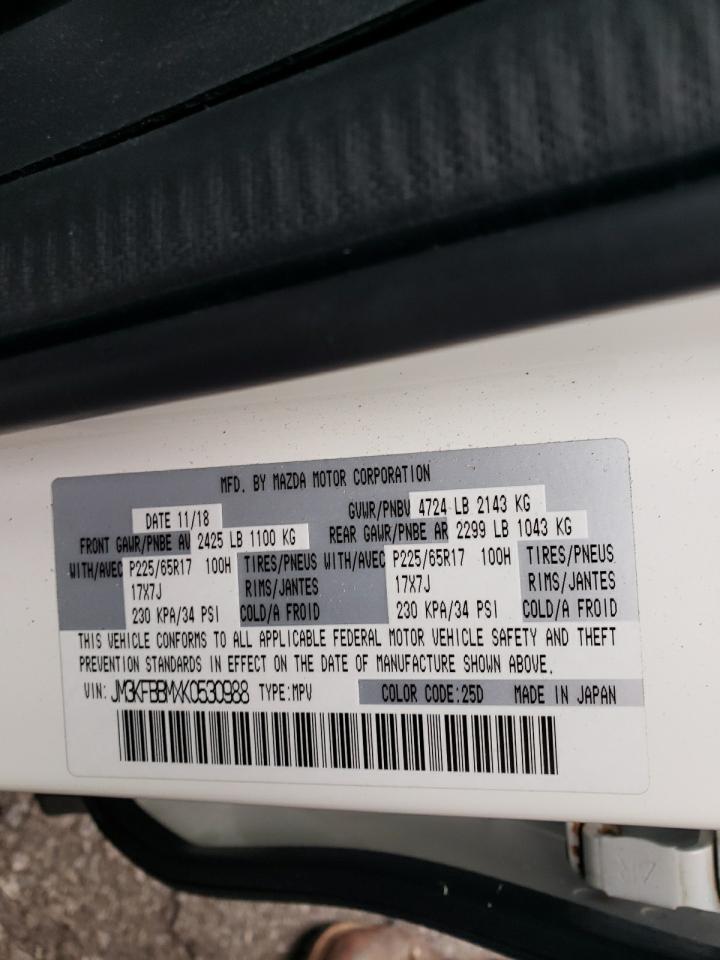 MFD. BY MAZDA MOTOR CORPORATION
DATE 11/18 GVWR/PNBV 4724 LB 2143 KG
FRONT GAWR/PNBE AV 2425 LB 1100 KG REAR GAWR/PNBE AR 2299 LB 1043 KG
WITH/AVEC P225/65R17 100H TIRES/PNEUS WITH/AVEC P225/65R17 100H TIRES/PNEUS
17X7J RIMS/JANTES 17X7J RIMS/JANTES
230 KPA/34 PSI COLD/A FROID 230 KPA/34 PSI COLD/A FROID
THIS VEHICLE CONFORMS TO ALL APPLICABLE FEDERAL MOTOR VEHICLE SAFETY AND THEFT
PREVENTION STANDARDS IN EFFECT ON THE DATE OF MANUFACTURE SHOWN ABOVE.
VIN: JM3KFBBMXK0530988 TYPE:MPV COLOR CODE:25D MADE IN JAPAN